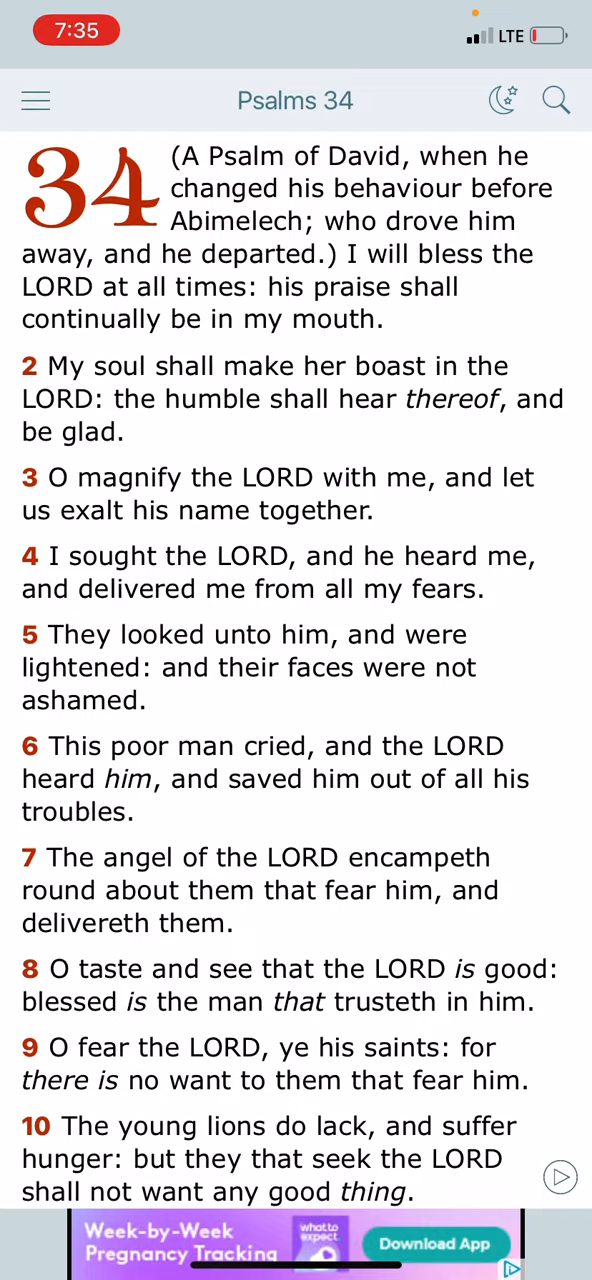 7:35
LTE
Psalms 34
34 (A Psalm of David, when he
changed his behaviour before
Abimelech; who drove him
away, and he departed.) I will bless the
LORD at all times: his praise shall
continually be in my mouth.
2 My soul shall make her boast in the
LORD: the humble shall hear thereof, and
be glad.
3 O magnify the LORD with me, and let
us exalt his name together.
4 I sought the LORD, and he heard me,
and delivered me from all my fears.
5 They looked unto him, and were
lightened: and their faces were not
ashamed.
6 This poor man cried, and the LORD
heard him, and saved him out of all his
troubles.
7 The angel of the LORD encampeth
round about them that fear him, and
delivereth them.
8 O taste and see that the LORD is good:
blessed is the man that trusteth in him.
9 O fear the LORD, ye his saints: for
there is no want to them that fear him.
10 The young lions do lack, and suffer
hunger: but they that seek the LORD
shall not want any good thing.
Week-by-Week
Pregnancy Tracking
what to
expect
Download App